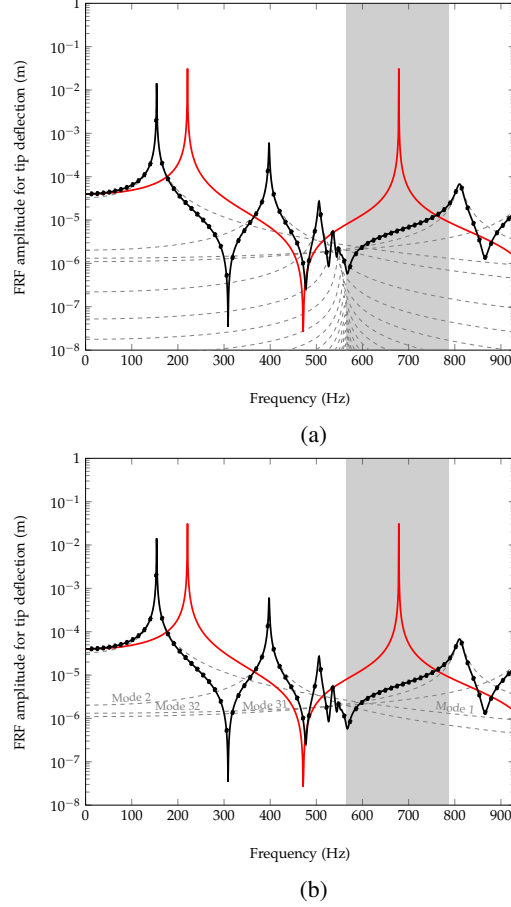 1
10⁻¹
10⁻²
10⁻³
10⁻⁴
10⁻⁵
10⁻⁶
10⁻⁷
10⁻⁸
FRF amplitude for tip deflection (m)
0 100 200 300 400 500 600 700 800 900
Frequency (Hz)
(a)
1
10⁻¹
10⁻²
10⁻³
10⁻⁴
10⁻⁵
10⁻⁶
10⁻⁷
10⁻⁸
FRF amplitude for tip deflection (m)
Mode 2
Mode 32
Mode 31
Mode 1
0 100 200 300 400 500 600 700 800 900
Frequency (Hz)
(b)